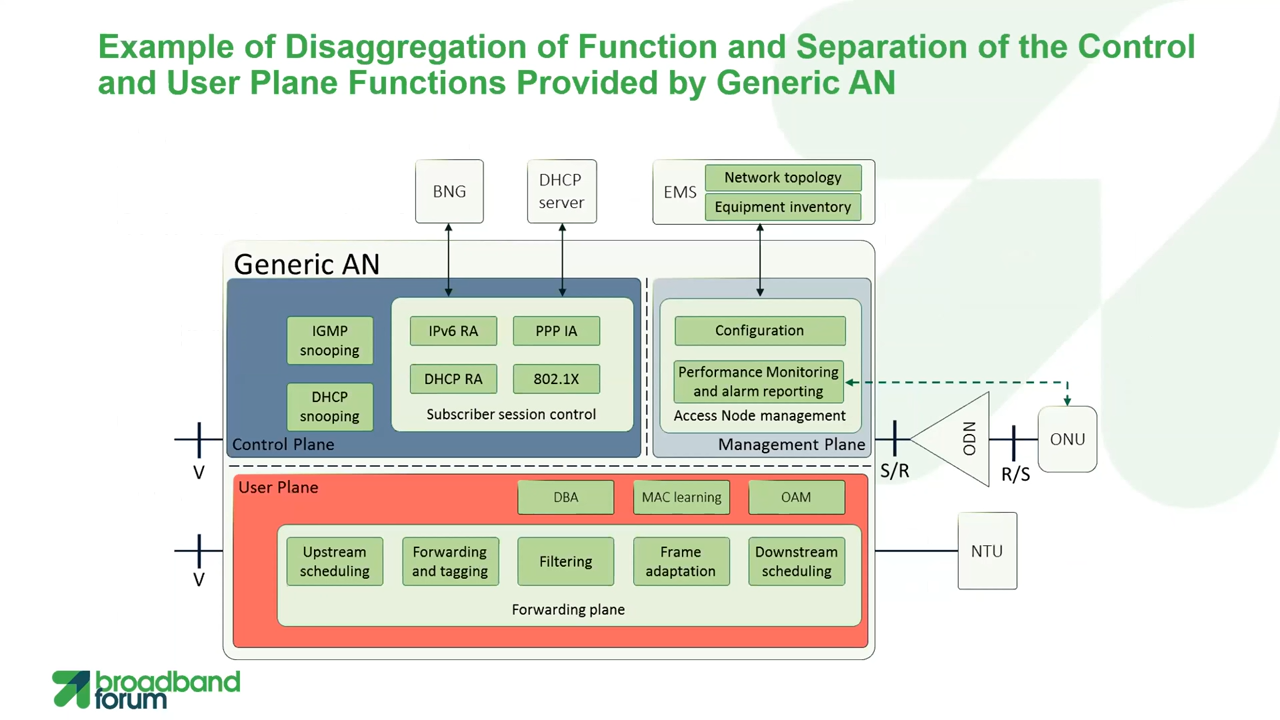 Example of Disaggregation of Function and Separation of the Control
and User Plane Functions Provided by Generic AN
BNG
DHCP
server
EMS
Network topology
Equipment inventory
Generic AN
IGMP
snooping
DHCP
snooping
IPv6 RA
PPP IA
DHCP RA
802.1X
Subscriber session control
Control Plane
Configuration
Performance Monitoring
and alarm reporting
Access Node management
Management Plane
V
S/R
ODN
R/S
ONU
User Plane
DBA
MAC learning
OAM
Upstream
scheduling
Forwarding
and tagging
Filtering
Frame
adaptation
Downstream
scheduling
Forwarding plane
V
NTU
broadband
forum